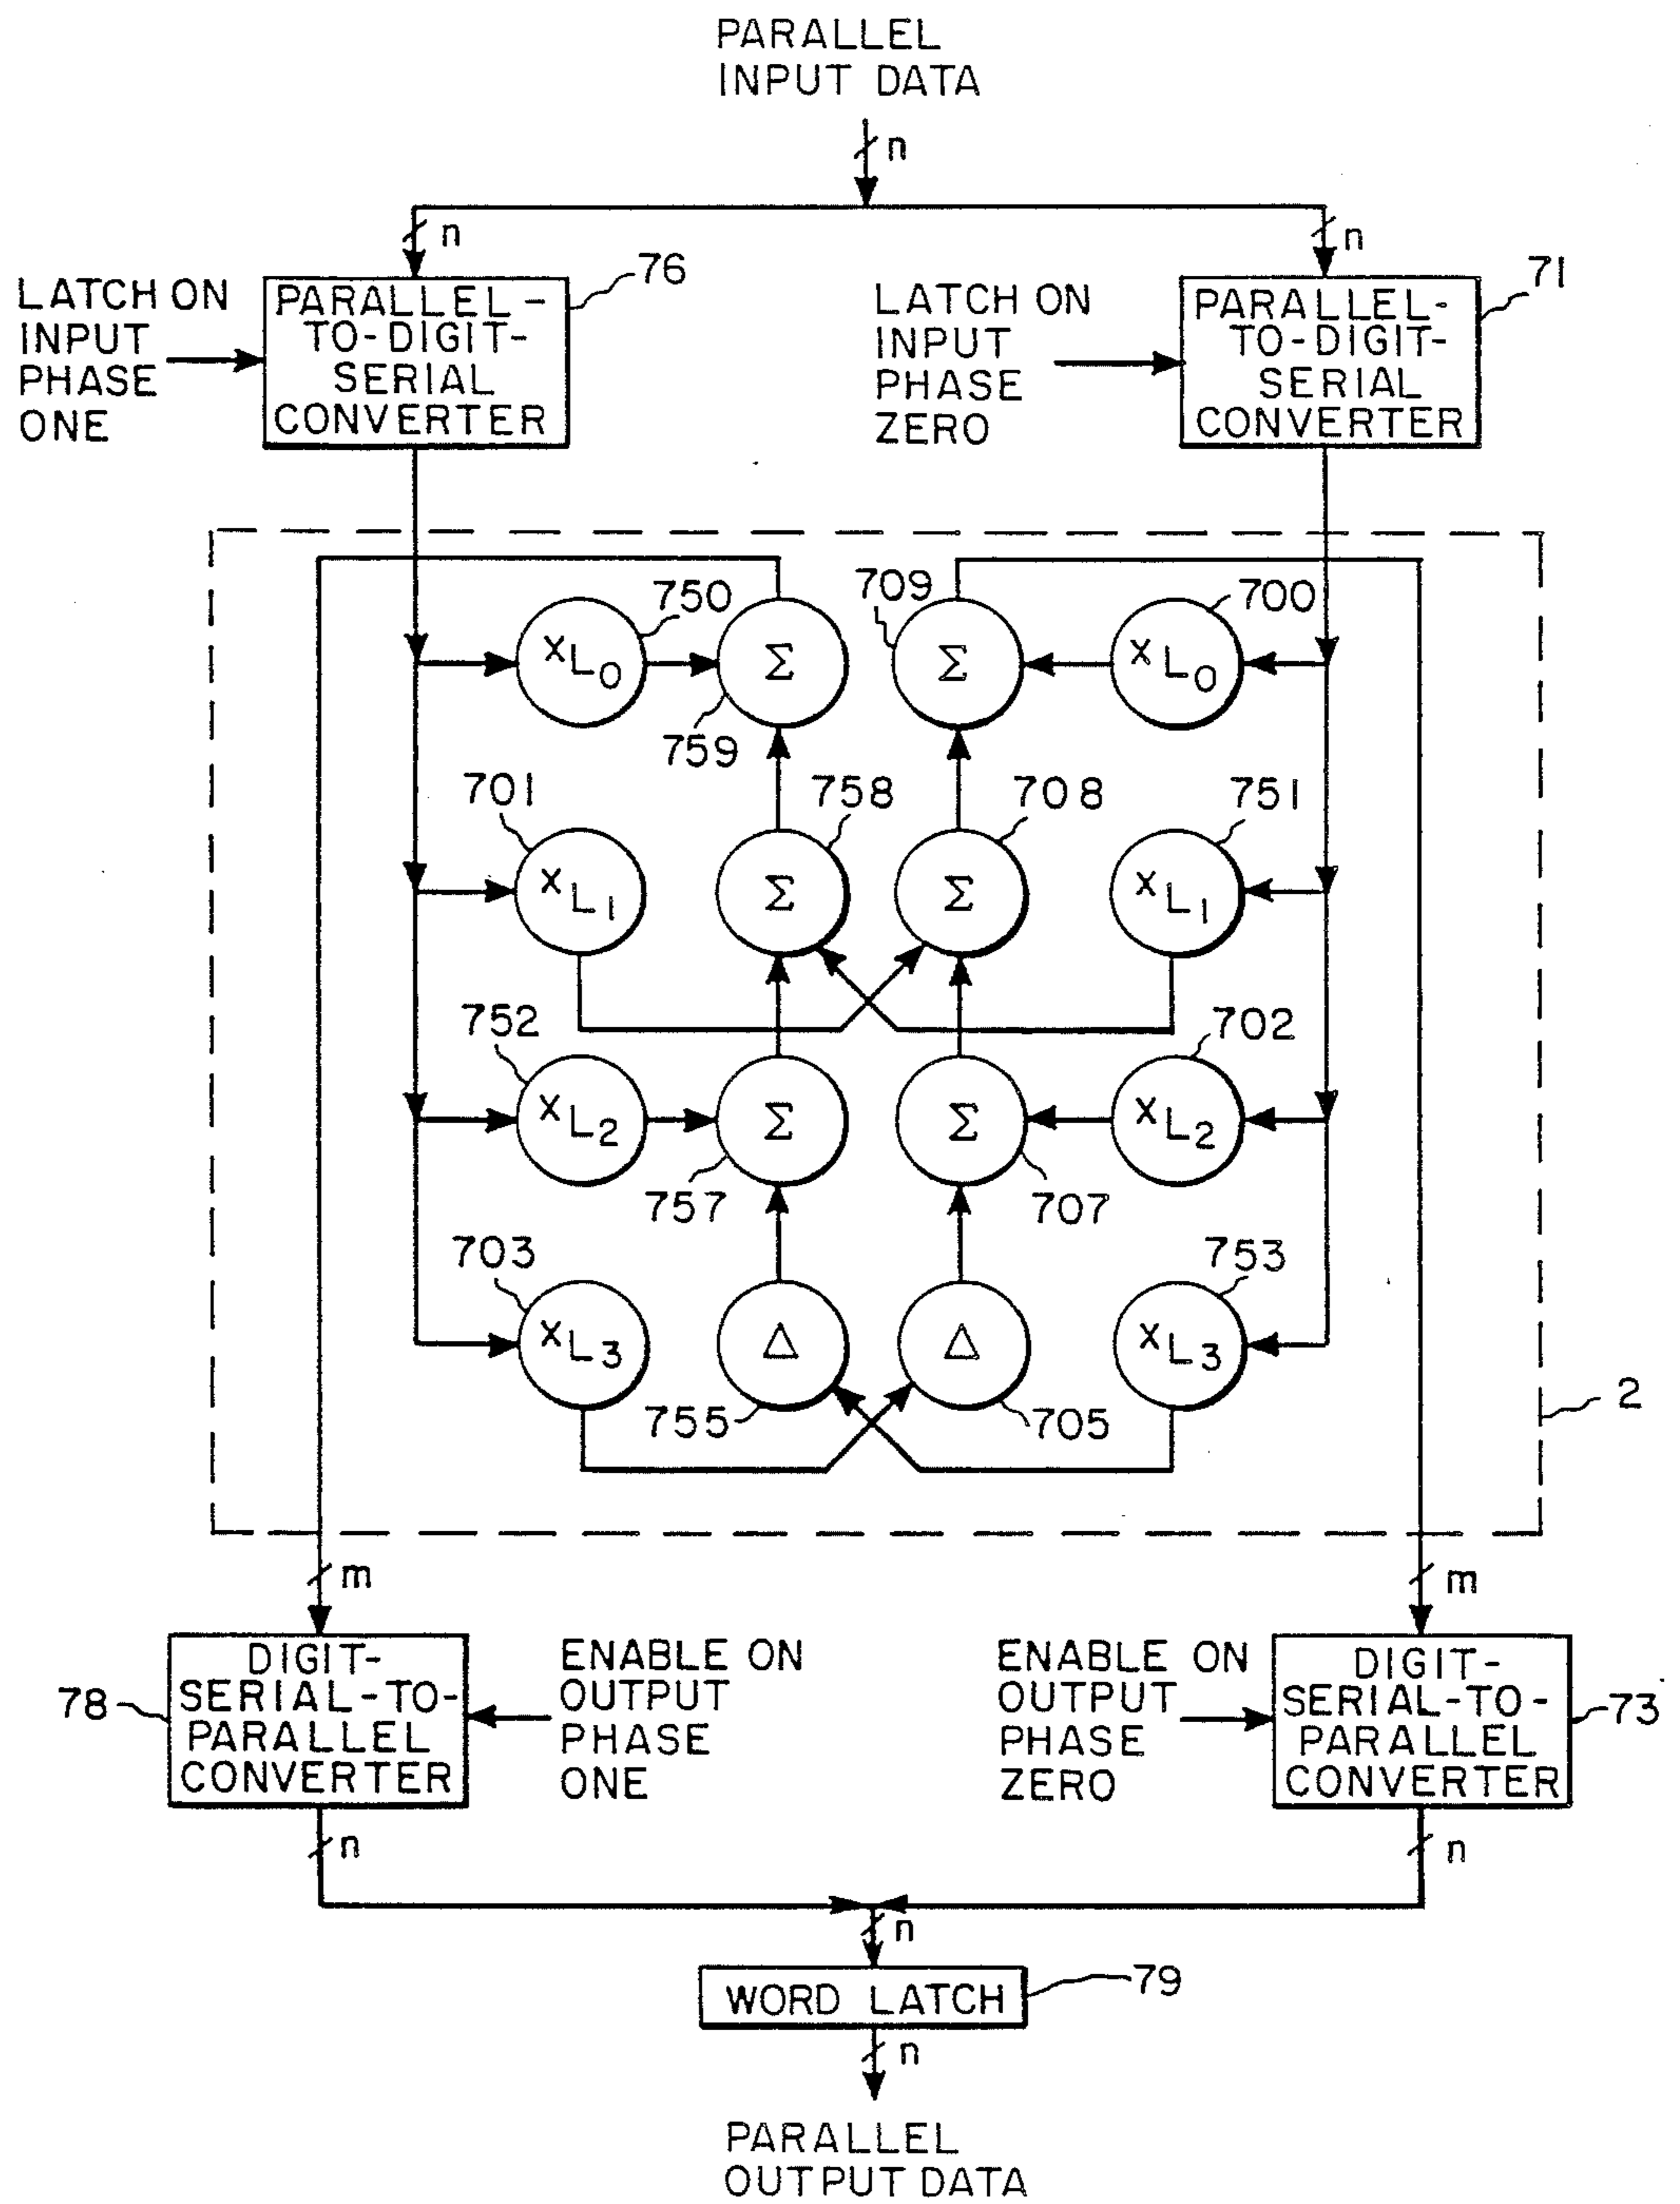 PARALLEL
INPUT DATA
n
n
n
76
71
LATCH ON
INPUT
PHASE
ONE
PARALLEL-
TO-DIGIT-
SERIAL
CONVERTER
LATCH ON
INPUT
PHASE
ZERO
PARALLEL-
TO-DIGIT-
SERIAL
CONVERTER
750
709
700
xL0
Σ
Σ
xL0
759
701
758
708
751
xL1
Σ
Σ
xL1
752
702
xL2
Σ
Σ
xL2
757
707
703
753
xL3
Δ
Δ
xL3
755
705
2
m
m
78
DIGIT-
SERIAL-TO-
PARALLEL
CONVERTER
ENABLE ON
OUTPUT
PHASE
ONE
ENABLE ON
OUTPUT
PHASE
ZERO
DIGIT-
SERIAL-TO-
PARALLEL
CONVERTER
73
n
n
n
WORD LATCH
79
n
PARALLEL
OUTPUT DATA